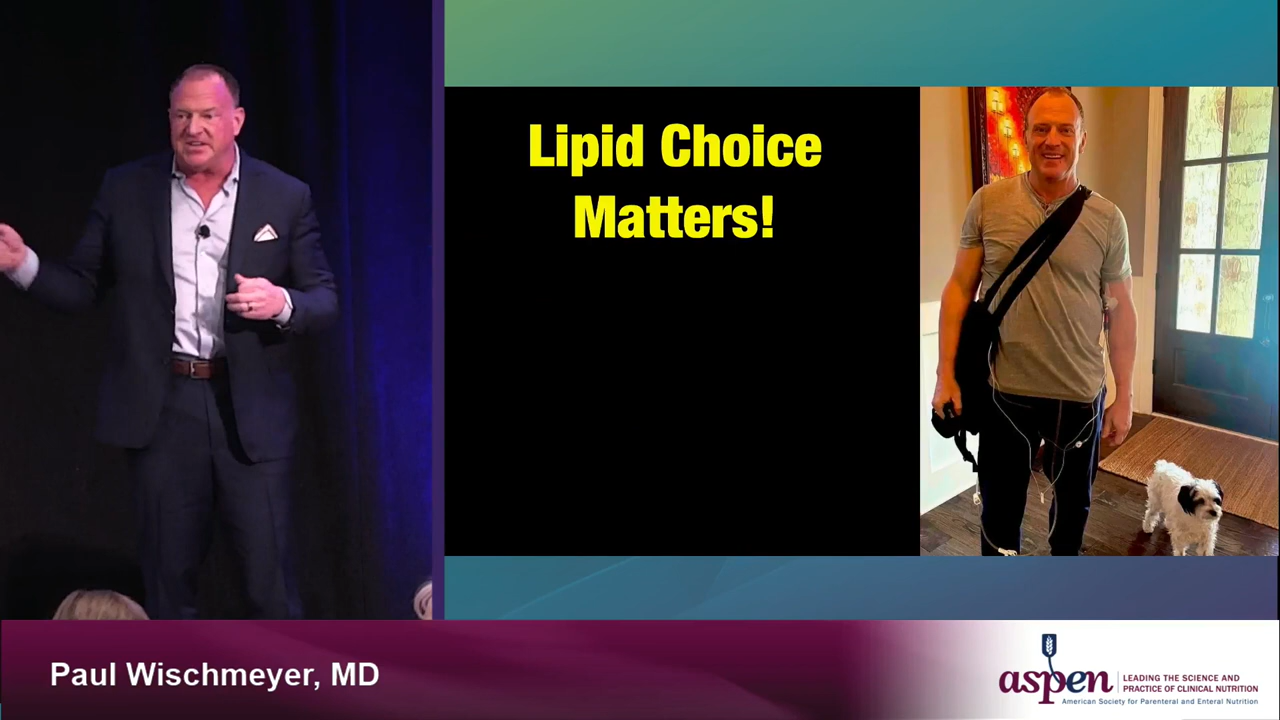 Lipid Choice
Matters!
Paul Wischmeyer, MD
aspen
LEADING THE SCIENCE AND
PRACTICE OF CLINICAL NUTRITION
American Society for Parenteral and Enteral Nutrition